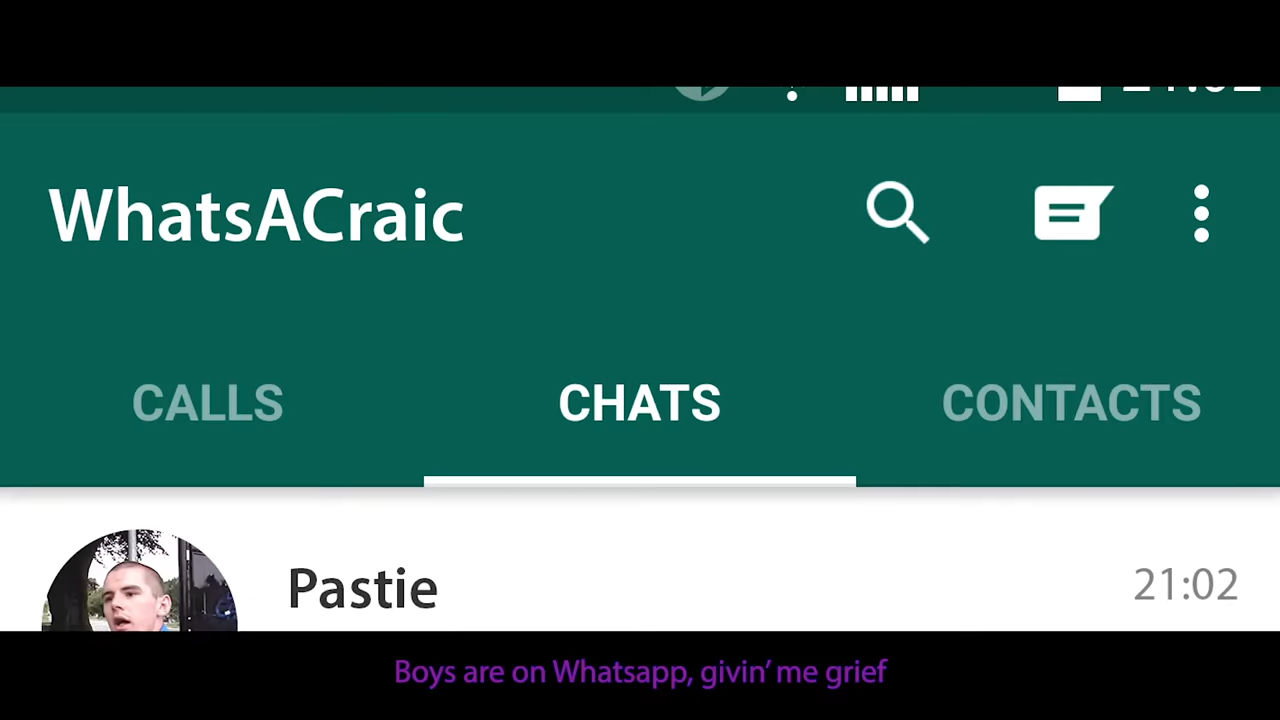 WhatsACraic
CALLS CHATS CONTACTS
Pastie 21:02
Boys are on Whatsapp, givin’ me grief